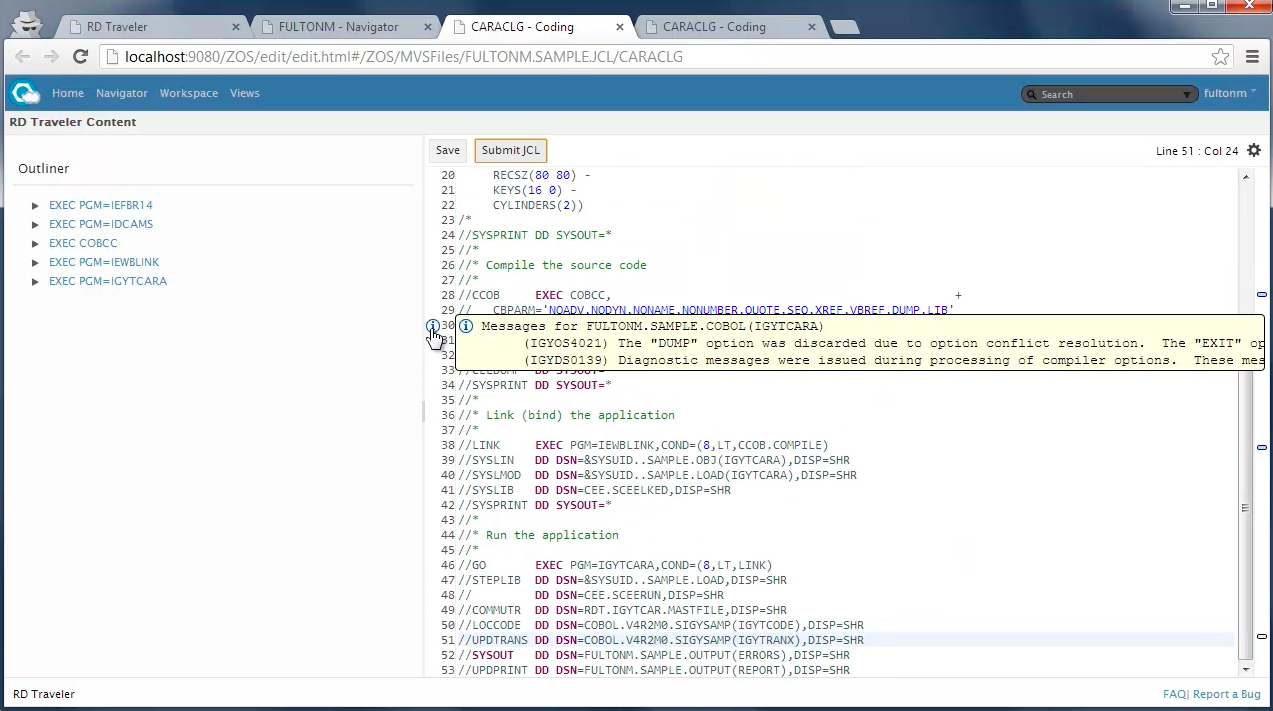 RD Traveler
FULTONM - Navigator
CARACLG - Coding
CARACLG - Coding
localhost:9080/ZOS/edit/edit.html#/ZOS/MVSFiles/FULTONM.SAMPLE.JCL/CARACLG
Home Navigator Workspace Views
Search
fultonm
RD Traveler Content
Outliner
EXEC PGM=IEFBR14
EXEC PGM=IDCAMS
EXEC COBCC
EXEC PGM=IEWBLINK
EXEC PGM=IGYTCARA
Save Submit JCL Line 51 : Col 24
20 RECSZ(80 80) -
21 KEYS(16 0) -
22 CYLINDERS(2))
23 /*
24 //SYSPRINT DD SYSOUT=*
25 //*
26 //* Compile the source code
27 //*
28 //CCOB EXEC COBCC, +
29 // CBPARM='NOADV,NODYN,NONAME,NONUMBER,QUOTE,SEQ,XREF,VBREF,DUMP,LIB'
30 Messages for FULTONM.SAMPLE.COBOL(IGYTCARA)
31 (IGYOS4021) The "DUMP" option was discarded due to option conflict resolution. The "EXIT" op
32 (IGYDS0139) Diagnostic messages were issued during processing of compiler options. These mes
33 //CEEDUMP DD SYSOUT=*
34 //SYSPRINT DD SYSOUT=*
35 //*
36 //* Link (bind) the application
37 //*
38 //LINK EXEC PGM=IEWBLINK,COND=(8,LT,CCOB.COMPILE)
39 //SYSLIN DD DSN=&SYSUID..SAMPLE.OBJ(IGYTCARA),DISP=SHR
40 //SYSLMOD DD DSN=&SYSUID..SAMPLE.LOAD(IGYTCARA),DISP=SHR
41 //SYSLIB DD DSN=CEE.SCEELKED,DISP=SHR
42 //SYSPRINT DD SYSOUT=*
43 //*
44 //* Run the application
45 //*
46 //GO EXEC PGM=IGYTCARA,COND=(8,LT,LINK)
47 //STEPLIB DD DSN=&SYSUID..SAMPLE.LOAD,DISP=SHR
48 // DD DSN=CEE.SCEERUN,DISP=SHR
49 //COMMUTR DD DSN=RDT.IGYTCAR.MASTFILE,DISP=SHR
50 //LOCCODE DD DSN=COBOL.V4R2M0.SIGYSAMP(IGYTCODE),DISP=SHR
51 //UPDTRANS DD DSN=COBOL.V4R2M0.SIGYSAMP(IGYTRANX),DISP=SHR
52 //SYSOUT DD DSN=FULTONM.SAMPLE.OUTPUT(ERRORS),DISP=SHR
53 //UPDPRINT DD DSN=FULTONM.SAMPLE.OUTPUT(REPORT),DISP=SHR
RD Traveler
FAQ| Report a Bug